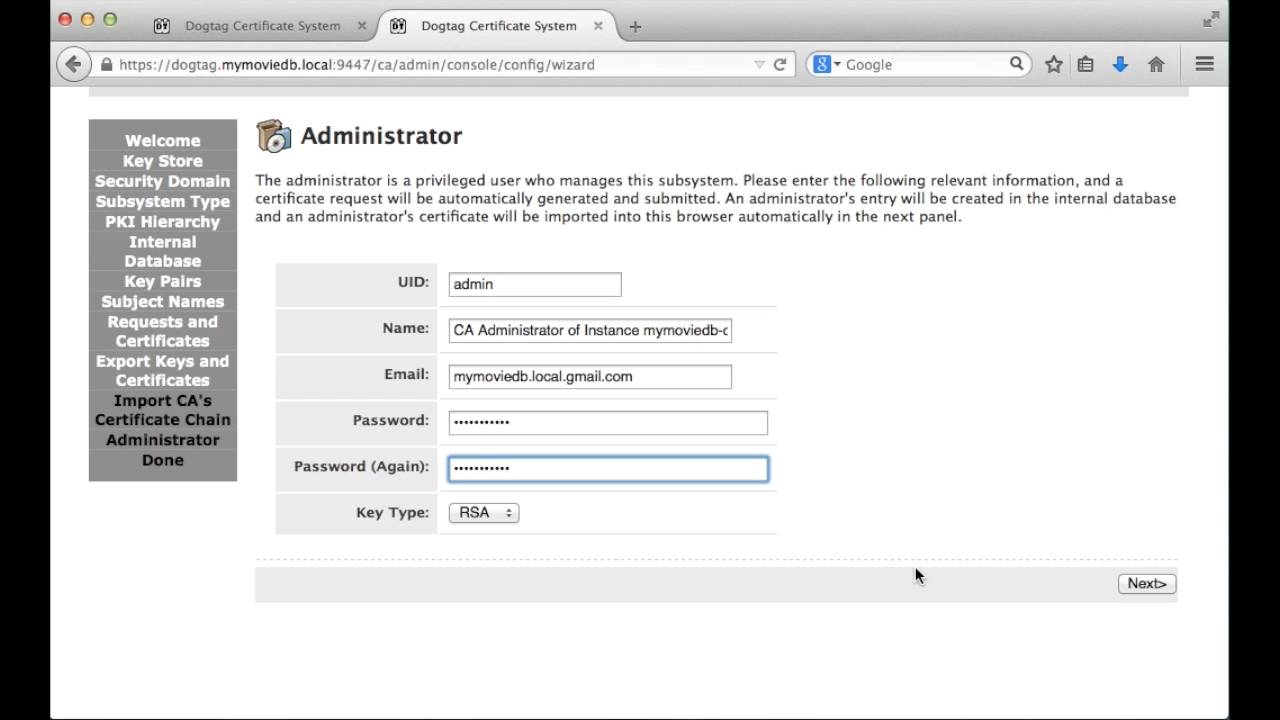 Dogtag Certificate System
Dogtag Certificate System
https://dogtag.mymoviedb.local:9447/ca/admin/console/config/wizard
Google
Welcome
Key Store
Security Domain
Subsystem Type
PKI Hierarchy
Internal
Database
Key Pairs
Subject Names
Requests and
Certificates
Export Keys and
Certificates
Import CA's
Certificate Chain
Administrator
Done
Administrator
The administrator is a privileged user who manages this subsystem. Please enter the following relevant information, and a
certificate request will be automatically generated and submitted. An administrator's entry will be created in the internal database
and an administrator's certificate will be imported into this browser automatically in the next panel.
UID: admin
Name: CA Administrator of Instance mymoviedb-c
Email: mymoviedb.local.gmail.com
Password: •••••••••••
Password (Again): •••••••••••
Key Type: RSA
Next>